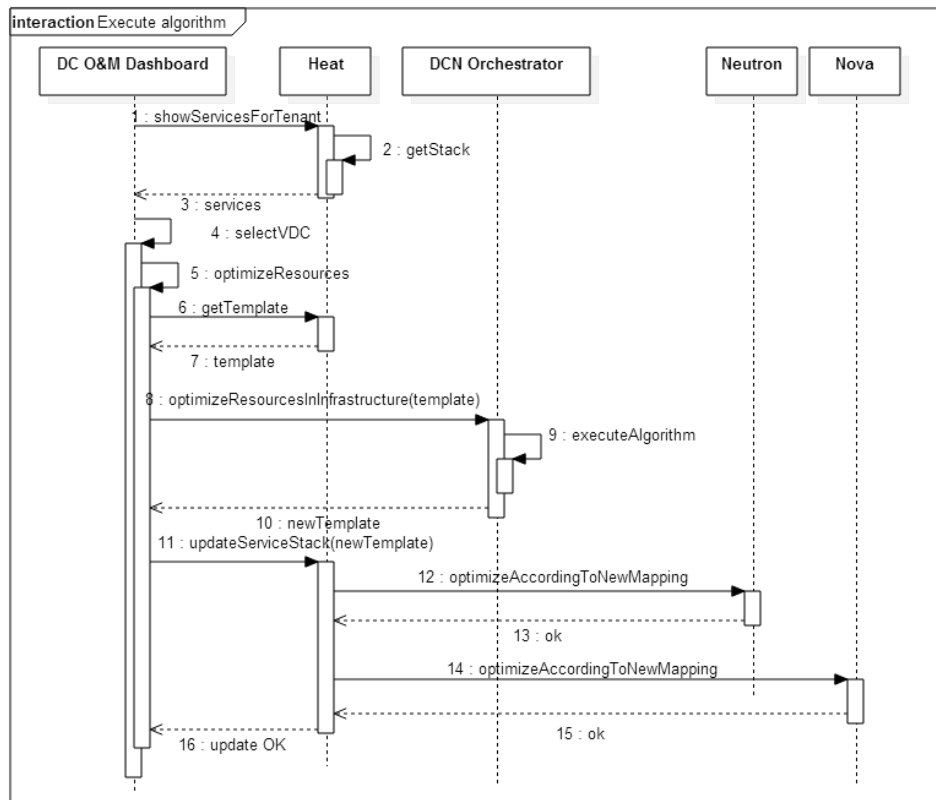 interaction Execute algorithm
DC O&M Dashboard
Heat
DCN Orchestrator
Neutron
Nova
1 : showServicesForTenant
2 : getStack
3 : services
4 : selectVDC
5 : optimizeResources
6 : getTemplate
7 : template
8 : optimizeResourcesInInfrastructure(template)
9 : executeAlgorithm
10 : newTemplate
11 : updateServiceStack(newTemplate)
12 : optimizeAccordingToNewMapping
13 : ok
14 : optimizeAccordingToNewMapping
15 : ok
16 : update OK